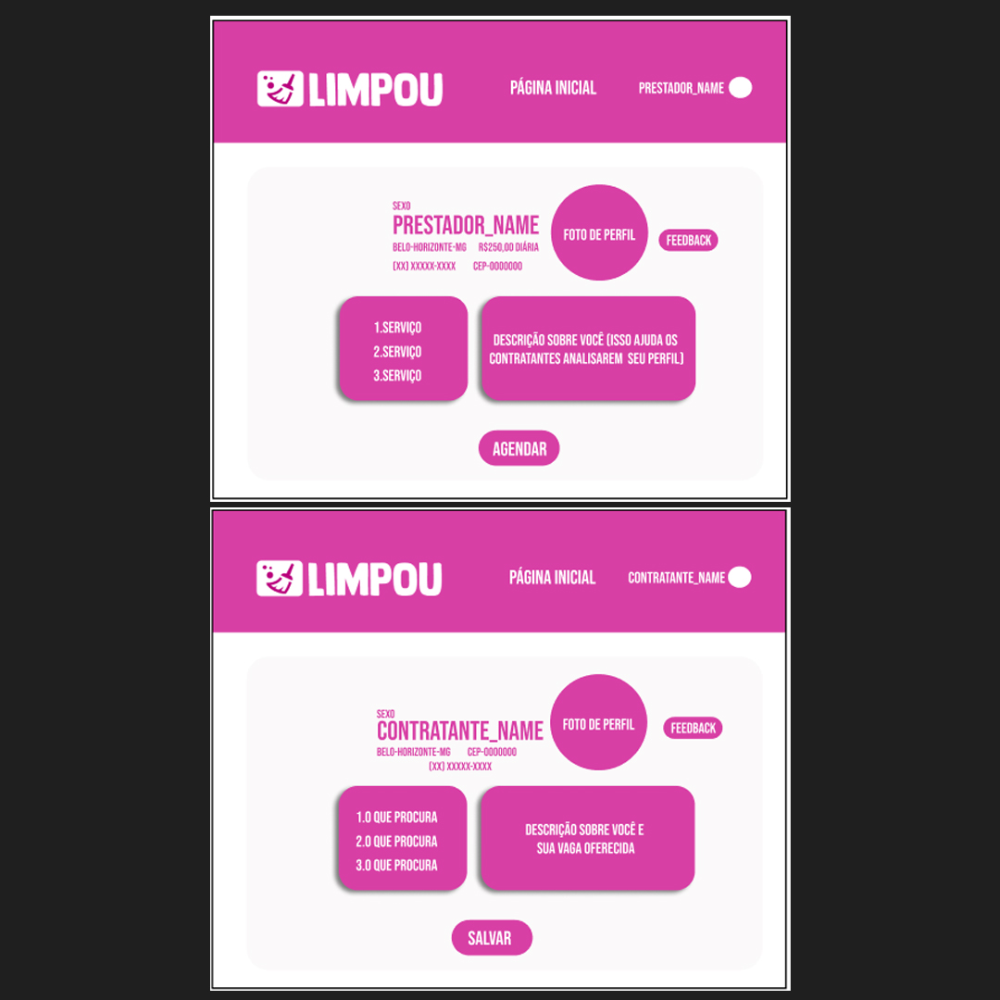 LIMPOU
PÁGINA INICIAL
PRESTADOR_NAME
SEXO
PRESTADOR_NAME
BELO-HORIZONTE-MG R$250,00 DIÁRIA
(XX) XXXXX-XXXX CEP-0000000
FOTO DE PERFIL
FEEDBACK
1.SERVIÇO
2.SERVIÇO
3.SERVIÇO
DESCRIÇÃO SOBRE VOCÊ (ISSO AJUDA OS
CONTRATANTES ANALISAREM SEU PERFIL)
AGENDAR
LIMPOU
PÁGINA INICIAL
CONTRATANTE_NAME
SEXO
CONTRATANTE_NAME
BELO-HORIZONTE-MG CEP-0000000
(XX) XXXXX-XXXX
FOTO DE PERFIL
FEEDBACK
1.O QUE PROCURA
2.O QUE PROCURA
3.O QUE PROCURA
DESCRIÇÃO SOBRE VOCÊ E
SUA VAGA OFERECIDA
SALVAR